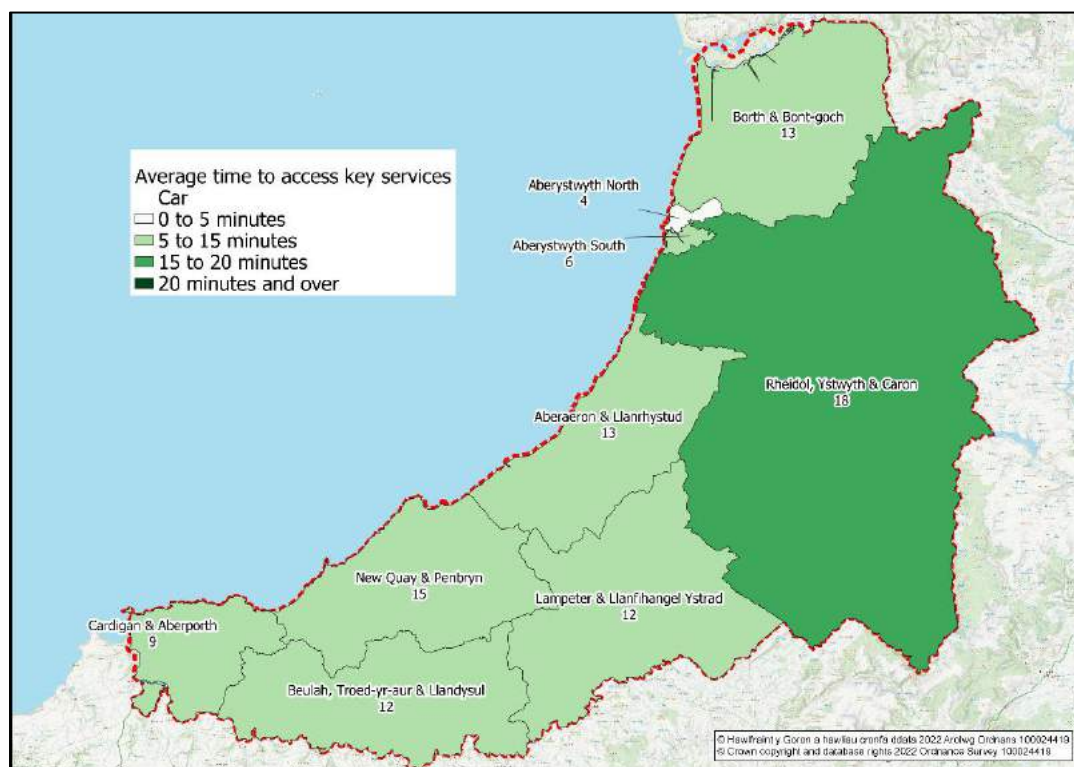 Borth & Bont-goch
13
Average time to access key services
Car
0 to 5 minutes
5 to 15 minutes
15 to 20 minutes
20 minutes and over
Aberystwyth North
4
Aberystwyth South
6
Rheidol, Ystwyth & Caron
18
Aberaeron & Llanrhystud
13
New Quay & Penbryn
15
Lampeter & Llanfihangel Ystrad
12
Cardigan & Aberporth
9
Beulah, Troed-yr-aur & Llandysul
12
© Hawlfraint y Goron a hawliau cronfa ddata 2022 Arolwg Ordnans 100024419
© Crown copyright and database rights 2022 Ordnance Survey 100024419